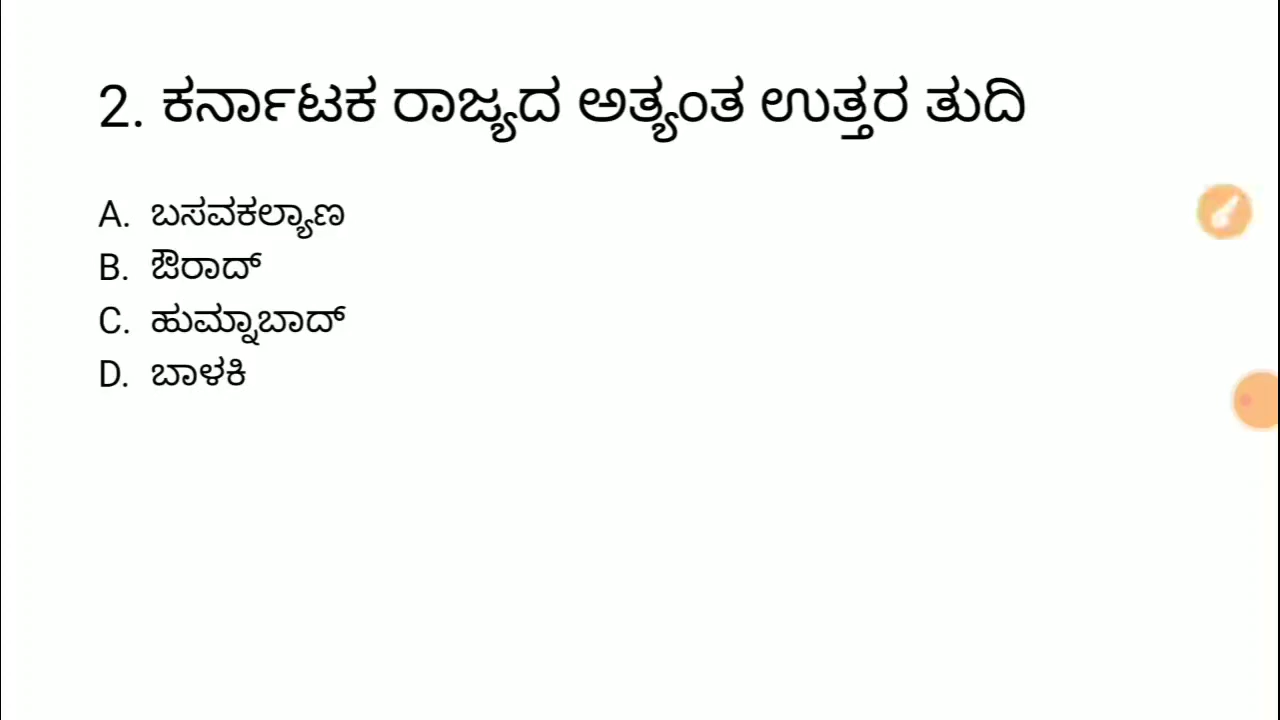 2. ಕರ್ನಾಟಕ ರಾಜ್ಯದ ಅತ್ಯಂತ ಉತ್ತರ ತುದಿ
A. ಬಸವಕಲ್ಯಾಣ
B. ಔರಾದ್
C. ಹುಮ್ನಾಬಾದ್
D. ಬಾಳಕಿ